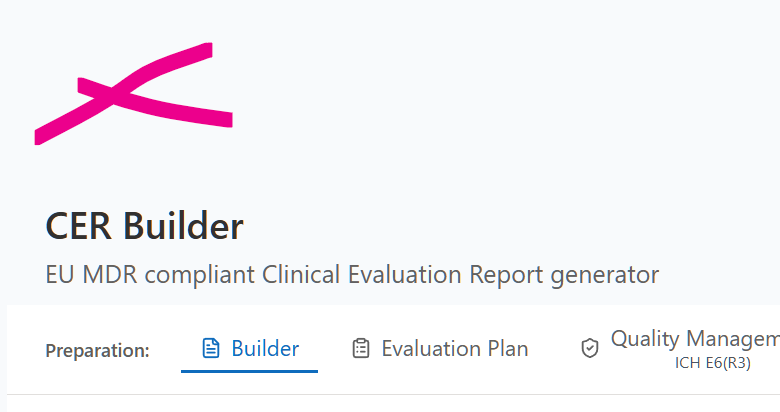 CER Builder
EU MDR compliant Clinical Evaluation Report generator
Preparation: Builder Evaluation Plan Quality Managem
ICH E6(R3)